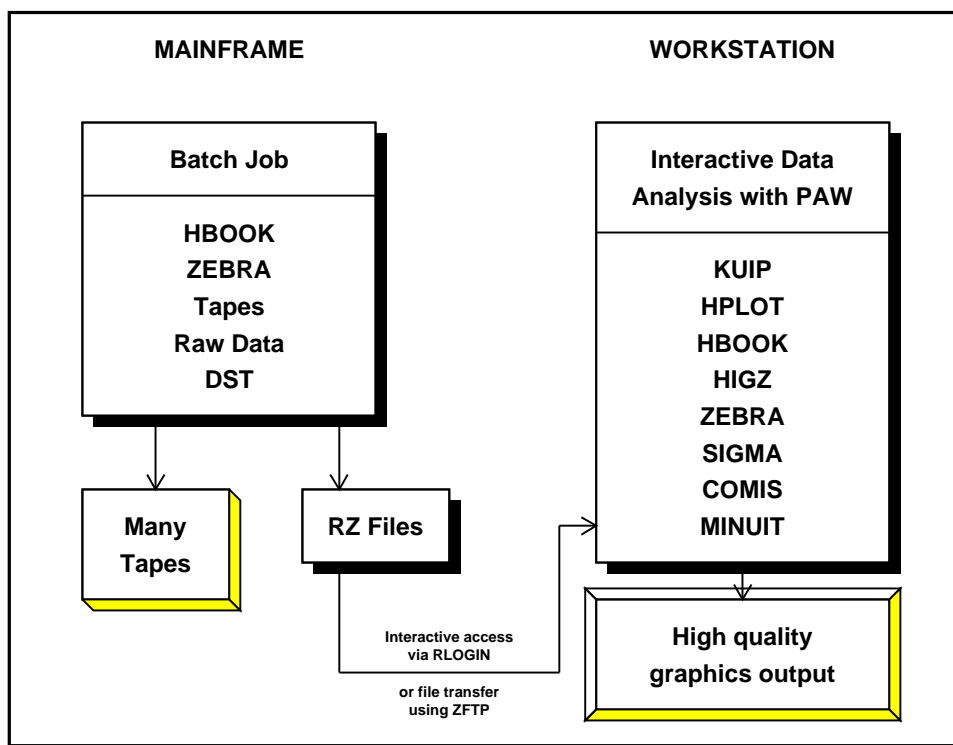 MAINFRAME
WORKSTATION
Batch Job
HBOOK
ZEBRA
Tapes
Raw Data
DST
Many
Tapes
RZ Files
Interactive access
via RLOGIN
or file transfer
using ZFTP
Interactive Data
Analysis with PAW
KUIP
HPLOT
HBOOK
HIGZ
ZEBRA
SIGMA
COMIS
MINUIT
High quality
graphics output